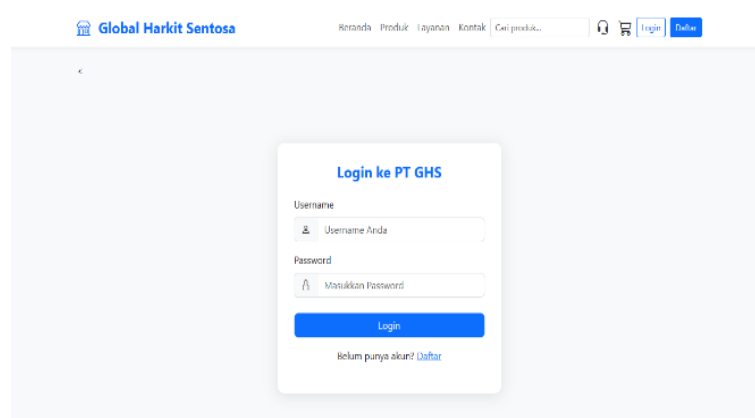 Global Harkit Sentosa Beranda Produk Layanan Kontak Cari produk... Login Daftar
<
Login ke PT GHS
Username
Username Anda
Password
Masukkan Password
Login
Belum punya akun? Daftar